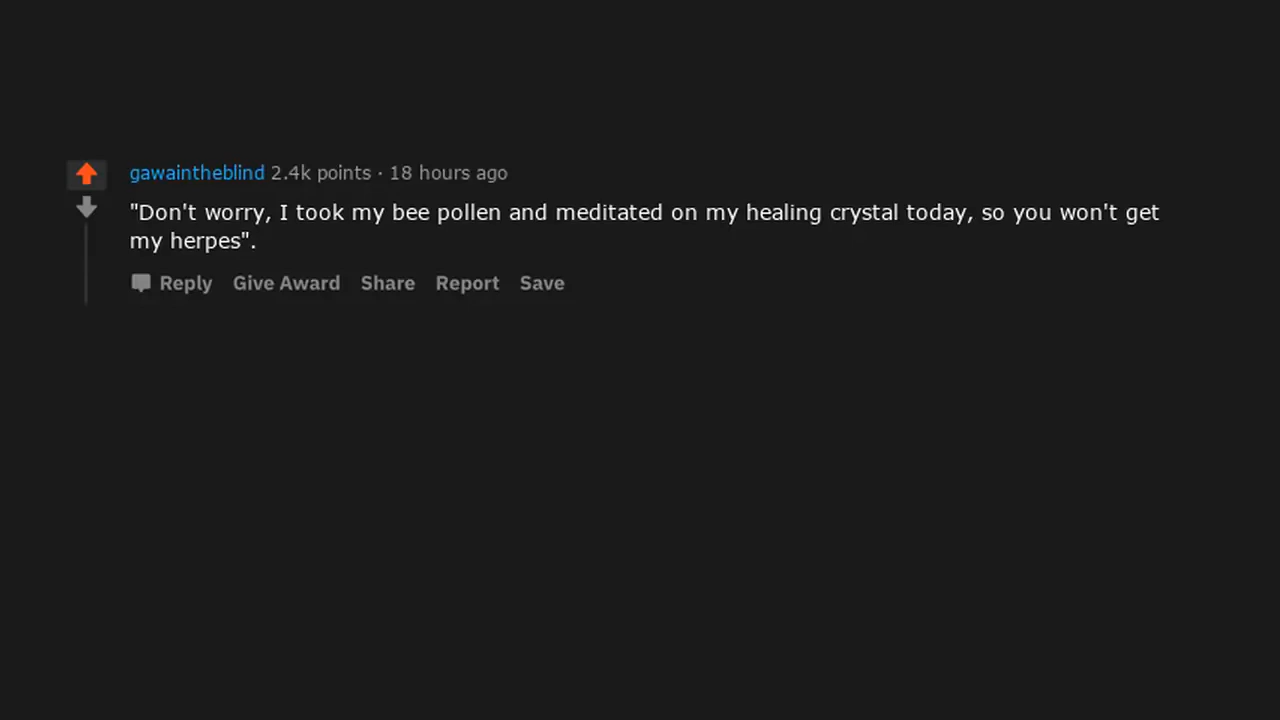 gawaintheblind 2.4k points · 18 hours ago
"Don't worry, I took my bee pollen and meditated on my healing crystal today, so you won't get
my herpes".
Reply Give Award Share Report Save